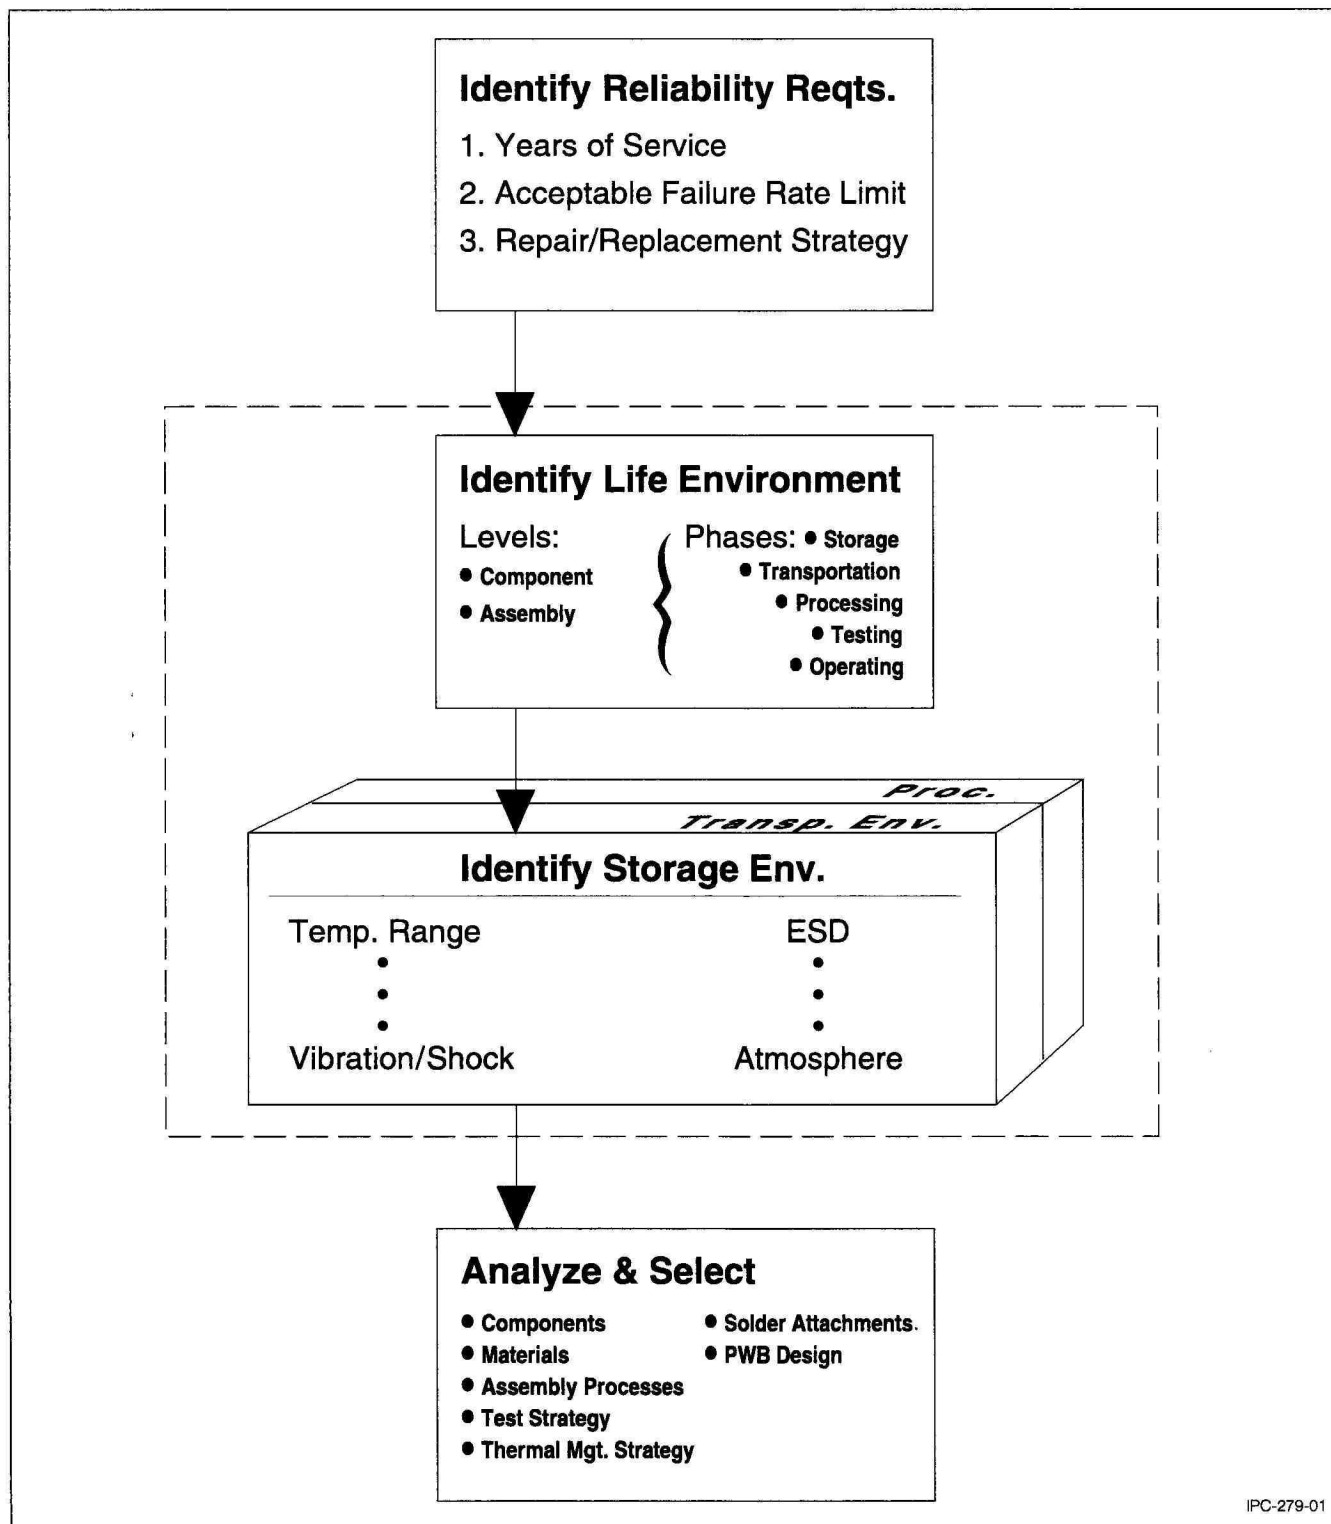 Identify Reliability Reqts.
1. Years of Service
2. Acceptable Failure Rate Limit
3. Repair/Replacement Strategy
Identify Life Environment
Levels:
• Component
• Assembly
Phases: • Storage
• Transportation
• Processing
• Testing
• Operating
Proc.
Transp. Env.
Identify Storage Env.
Temp. Range
ESD
Vibration/Shock
Atmosphere
Analyze & Select
• Components
• Materials
• Assembly Processes
• Test Strategy
• Thermal Mgt. Strategy
• Solder Attachments.
• PWB Design
IPC-279-01